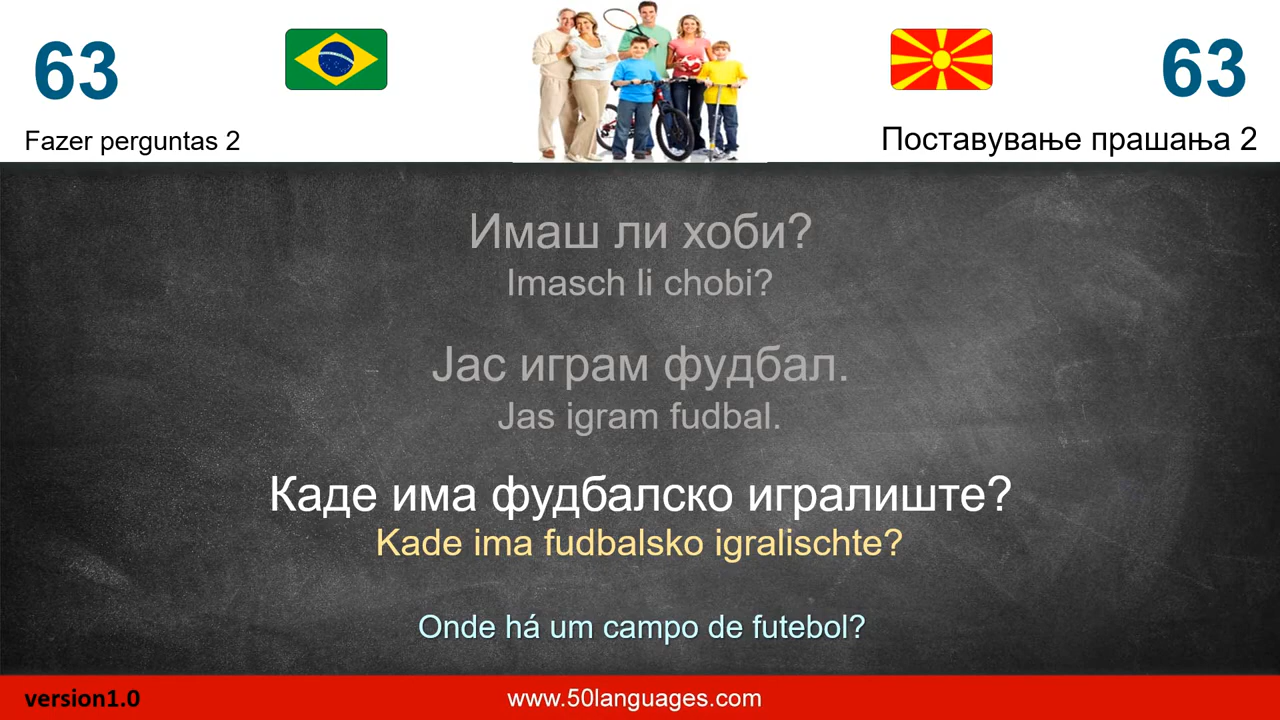 63
63
Fazer perguntas 2
Поставување прашања 2
Имаш ли хоби?
Imasch li chobi?
Јас играм фудбал.
Jas igram fudbal.
Каде има фудбалско игралиште?
Kade ima fudbalsko igralischte?
Onde há um campo de futebol?
version1.0
www.50languages.com